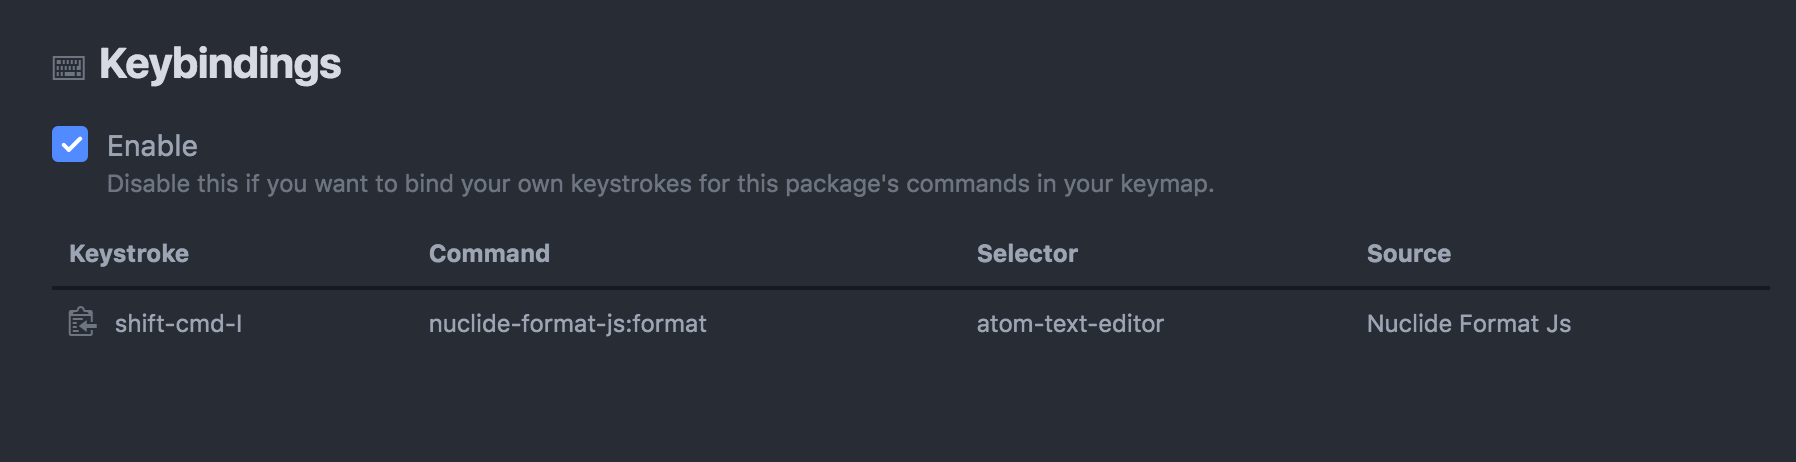 Keybindings
Enable
Disable this if you want to bind your own keystrokes for this package's commands in your keymap.
Keystroke Command Selector Source
shift-cmd-I nuclide-format-js:format atom-text-editor Nuclide Format Js